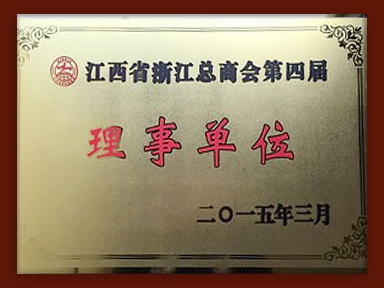 江西省浙江总商会第四届
理事单位
二〇一五年三月